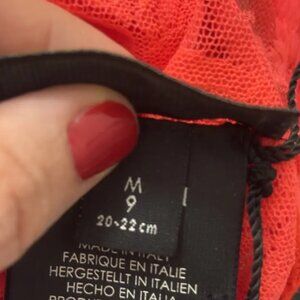 M
9
20-22cm
MADE IN ITALY
FABRIQUE EN ITALIE
HERGESTELLT IN ITALIEN
HECHO EN ITALIA